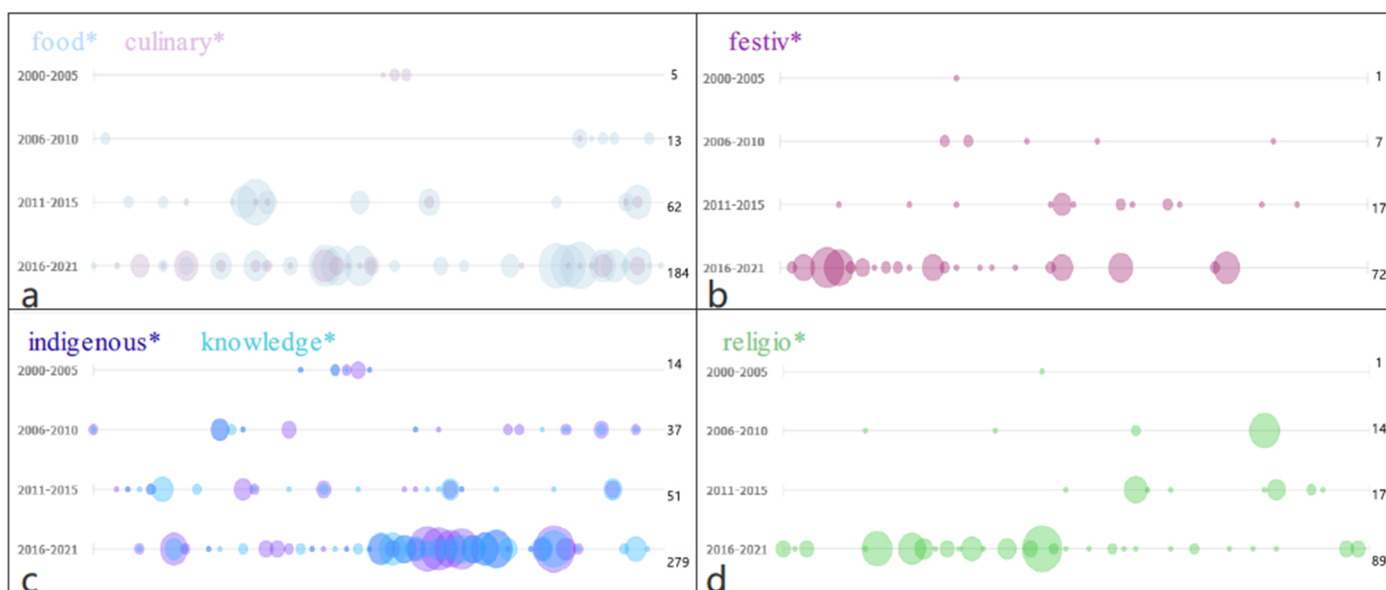 food* culinary*
2000-2005 5
2006-2010 13
2011-2015 62
2016-2021 184
a
festiv*
2000-2005 1
2006-2010 7
2011-2015 17
2016-2021 72
b
indigenous* knowledge*
2000-2005 14
2006-2010 37
2011-2015 51
2016-2021 279
c
religio*
2000-2005 1
2006-2010 14
2011-2015 17
2016-2021 89
d